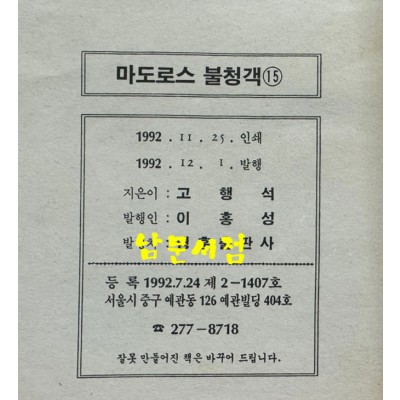 마도로스 불청객⑮
1992 . 11 . 25 . 인쇄
1992 . 12 . 1 . 발행
지은이 : 고 행 석
발행인 : 이 홍 성
판 사
삼문서점
등 록 1992.7.24 제 2-1407호
서울시 중구 예관동 126 예관빌딩 404호
☎ 277-8718
잘못 만들어진 책은 바꾸어 드립니다.